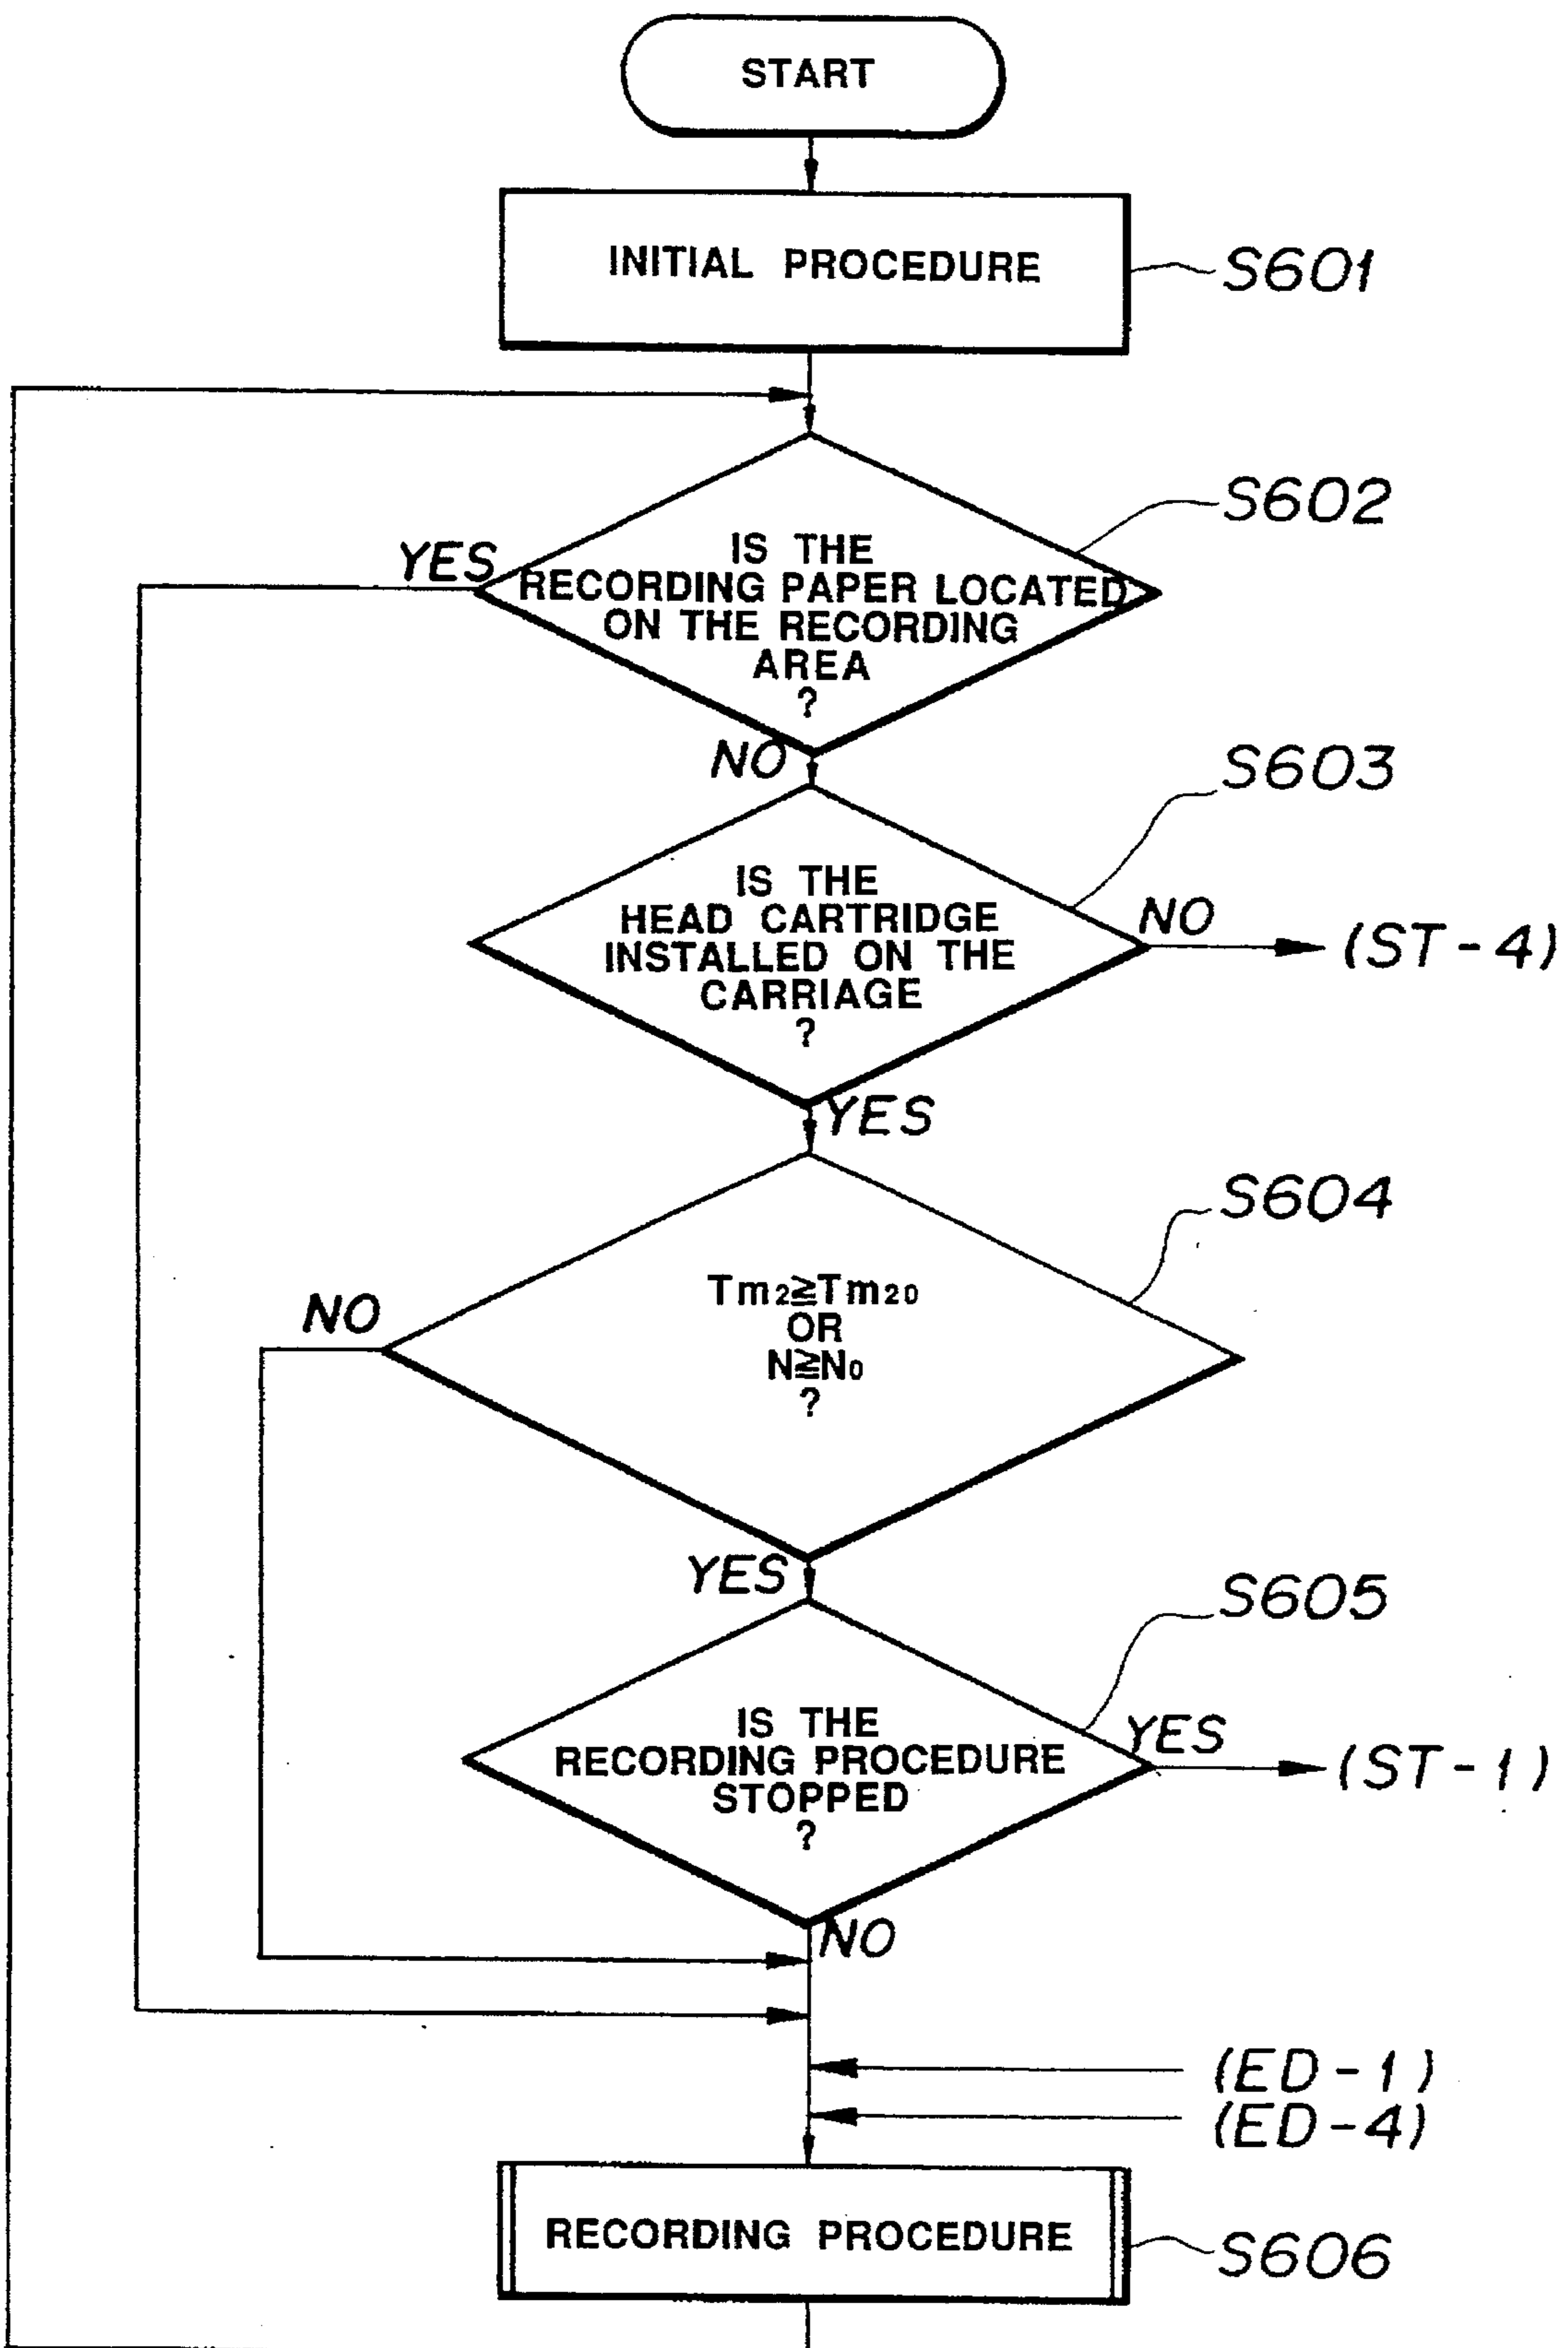 START
INITIAL PROCEDURE
S601
S602
YES
IS THE
RECORDING PAPER LOCATED
ON THE RECORDING
AREA
?
NO
S603
IS THE
HEAD CARTRIDGE
INSTALLED ON THE
CARRIAGE
?
NO
(ST-4)
YES
S604
Tm₂≧Tm₂₀
OR
N≧N₀
?
NO
YES
S605
IS THE
RECORDING PROCEDURE
STOPPED
?
YES
(ST-1)
NO
(ED-1)
(ED-4)
RECORDING PROCEDURE
S606